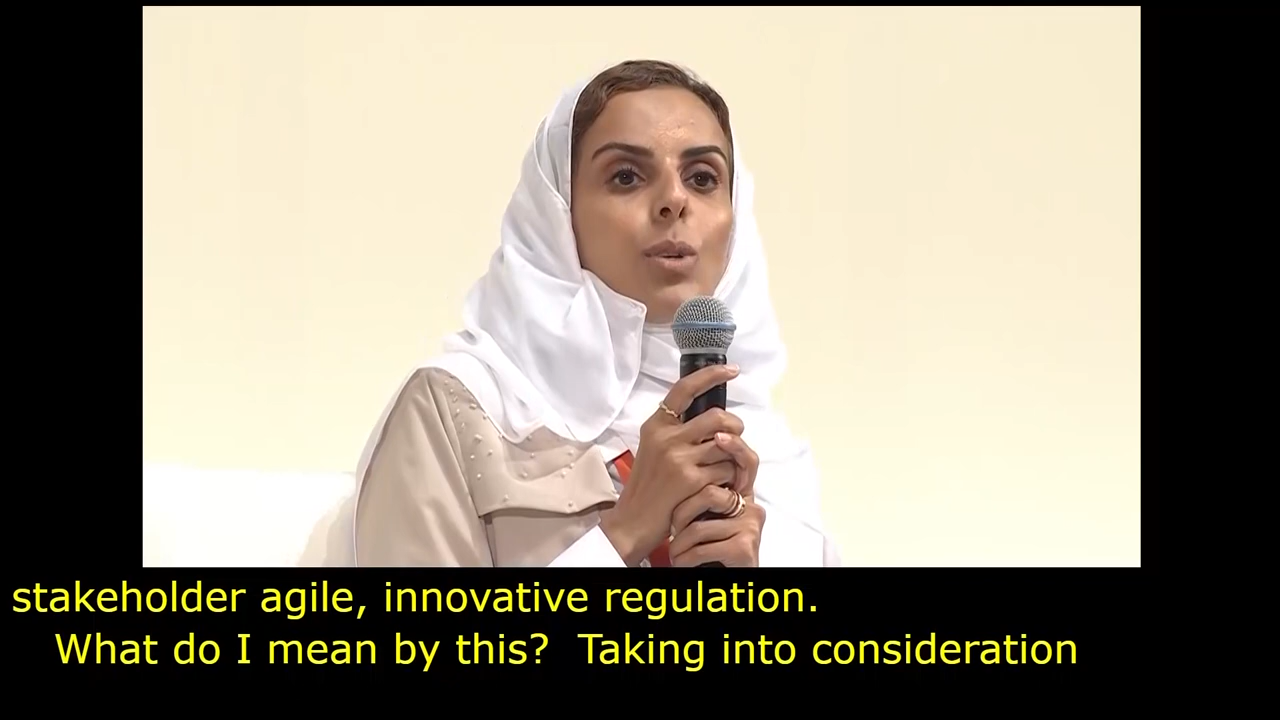 stakeholder agile, innovative regulation.
What do I mean by this?  Taking into consideration